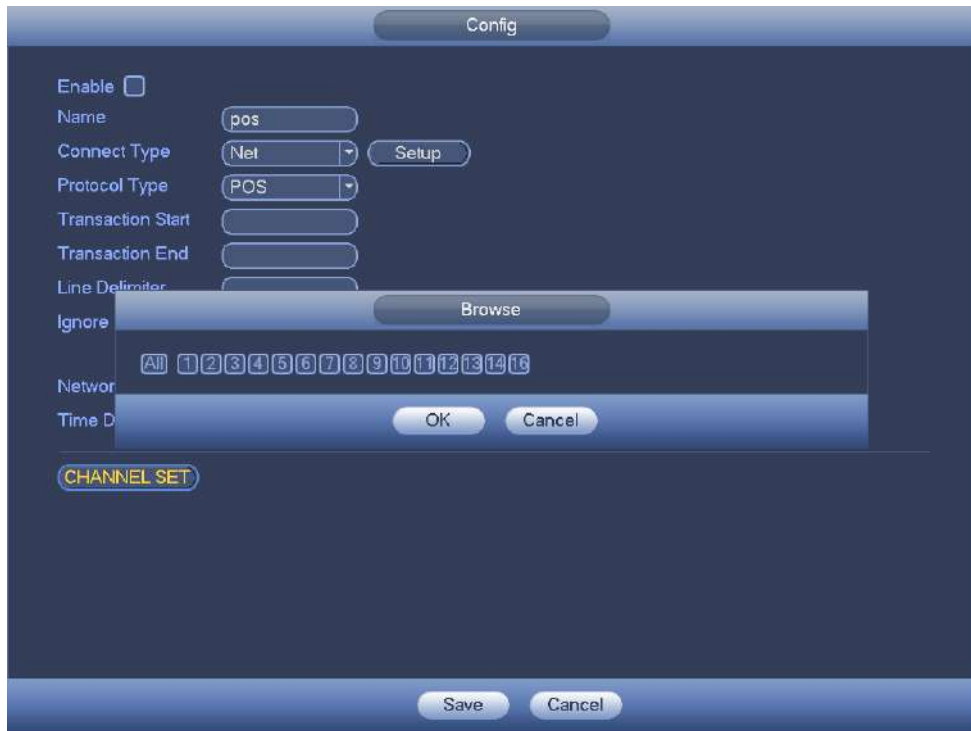 Config
Enable
Name pos
Connect Type Net Setup
Protocol Type POS
Transaction Start
Transaction End
Line Delimiter
Browse
Ignore
All 1 2 3 4 5 6 7 8 9 10 11 12 13 14 16
Networ
Time D
OK Cancel
CHANNEL SET
Save Cancel